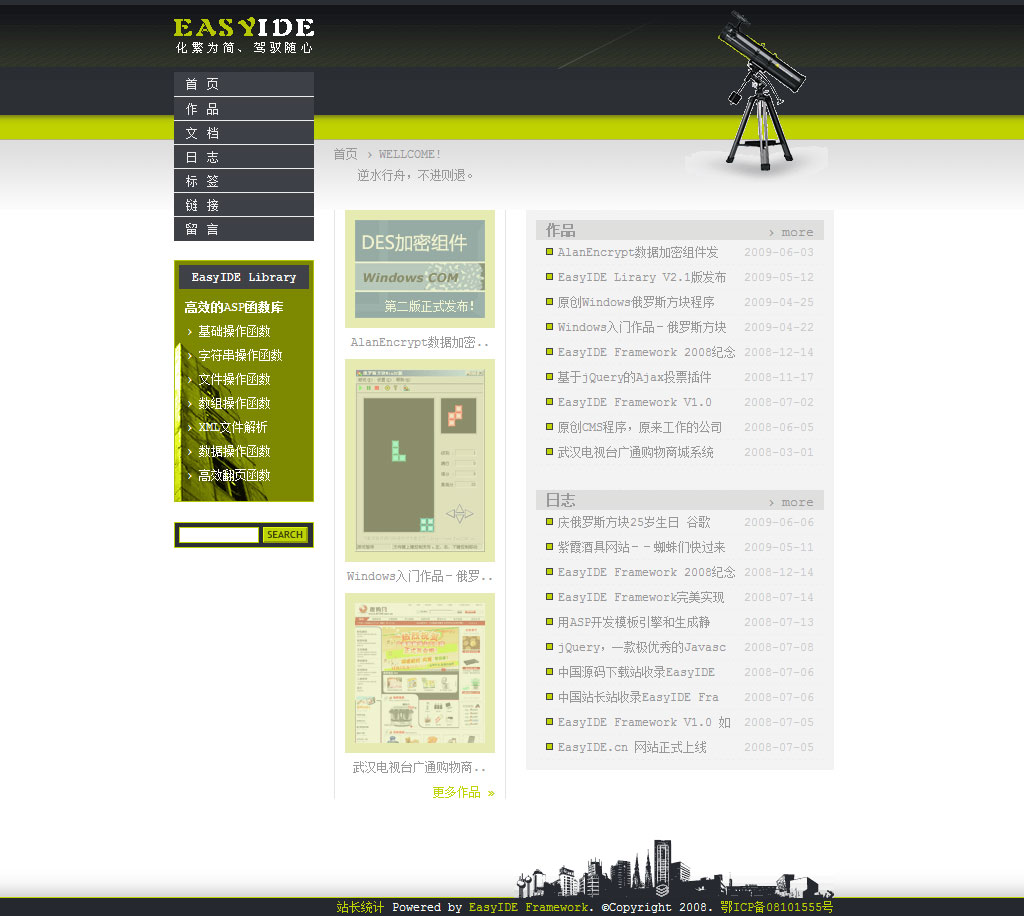 EASYIDE
化繁为简、驾驭随心
首 页
作 品
文 档
日 志
标 签
链 接
留 言
EasyIDE Library
高效的ASP函数库
› 基础操作函数
› 字符串操作函数
› 文件操作函数
› 数组操作函数
› XML文件解析
› 数据操作函数
› 高效翻页函数
SEARCH
首页 › WELLCOME!
逆水行舟，不进则退。
DES加密组件
Windows COM
第二版正式发布！
AlanEncrypt数据加密..
Windows入门作品－俄罗..
武汉电视台广通购物商..
更多作品 »
作品 › more
AlanEncrypt数据加密组件发 2009-06-03
EasyIDE Lirary V2.1版发布 2009-05-12
原创Windows俄罗斯方块程序 2009-04-25
Windows入门作品－俄罗斯方块 2009-04-22
EasyIDE Framework 2008纪念 2008-12-14
基于jQuery的Ajax投票插件 2008-11-17
EasyIDE Framework V1.0 2008-07-02
原创CMS程序，原来工作的公司 2008-06-05
武汉电视台广通购物商城系统 2008-03-01
日志 › more
庆俄罗斯方块25岁生日 谷歌 2009-06-06
紫霞酒具网站－－蜘蛛们快过来 2009-05-11
EasyIDE Framework 2008纪念 2008-12-14
EasyIDE Framework完美实现 2008-07-14
用ASP开发模板引擎和生成静 2008-07-13
jQuery，一款极优秀的Javasc 2008-07-08
中国源码下载站收录EasyIDE 2008-07-06
中国站长站收录EasyIDE Fra 2008-07-06
EasyIDE Framework V1.0 如 2008-07-05
EasyIDE.cn 网站正式上线 2008-07-05
站长统计 Powered by EasyIDE Framework. ©Copyright 2008. 鄂ICP备08101555号